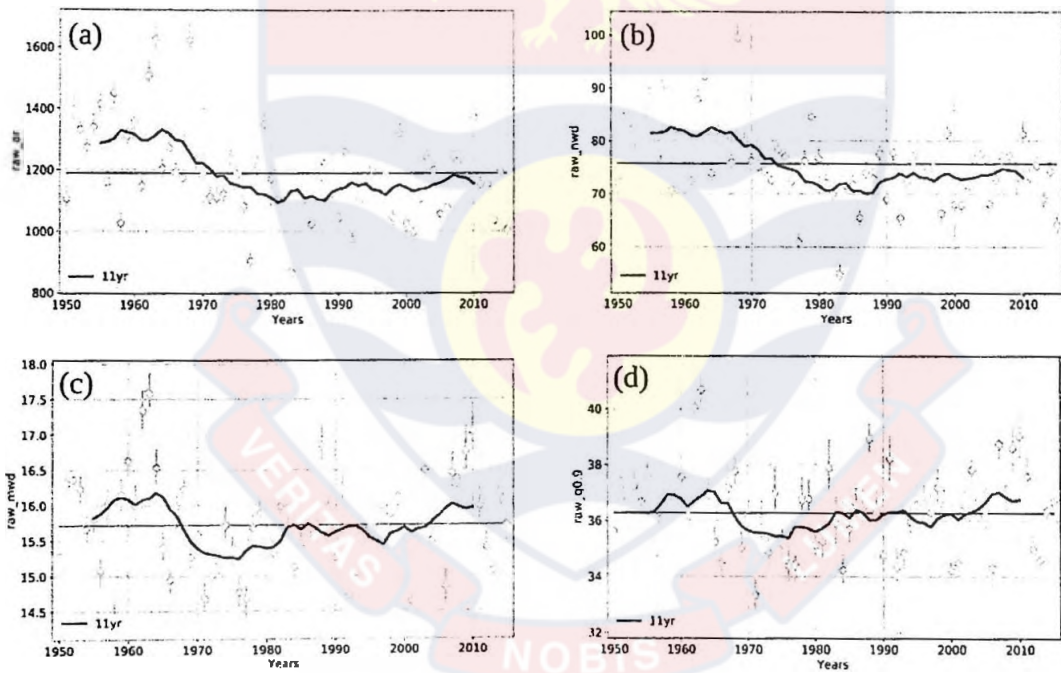 (a)
raw_ar
1600
1400
1200
1000
800
11yr
1950 1960 1970 1980 1990 2000 2010
Years
(b)
raw_nwd
100
90
80
70
60
11yr
1950 1960 1970 1980 1990 2000 2010
Years
(c)
raw_mwd
18.0
17.5
17.0
16.5
16.0
15.5
15.0
14.5
11yr
1950 1960 1970 1980 1990 2000 2010
Years
(d)
raw_q0.9
40
38
36
34
32
11yr
1950 1960 1970 1980 1990 2000 2010
Years
VERITAS
NOBIS
LUMEN